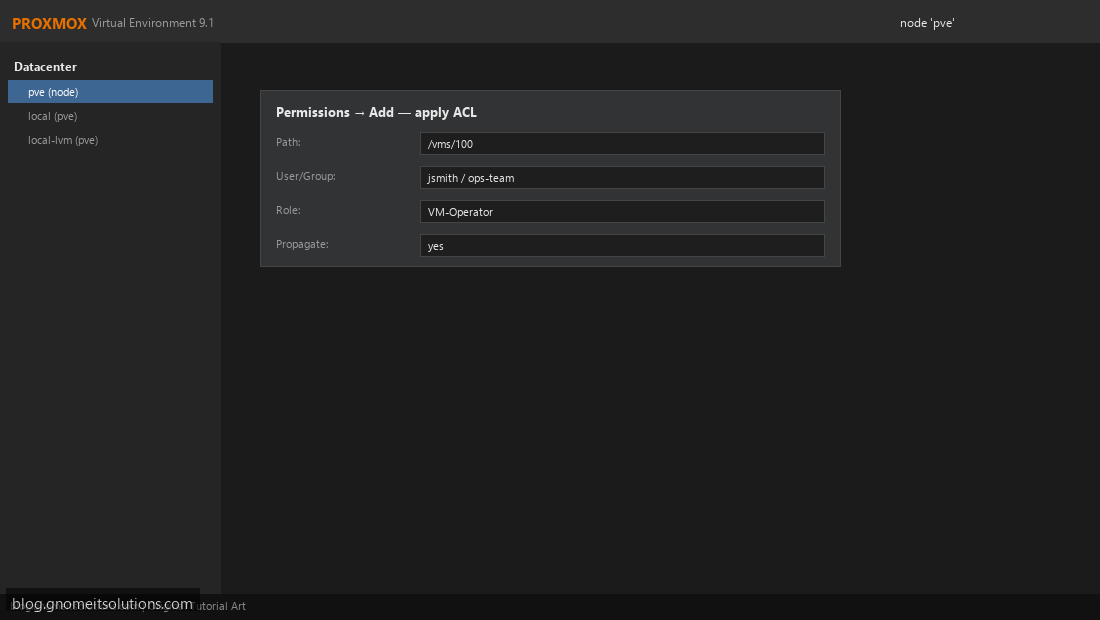 PROXMOX Virtual Environment 9.1
node 'pve'
Datacenter
pve (node)
local (pve)
local-lvm (pve)
Permissions → Add — apply ACL
Path: /vms/100
User/Group: jsmith / ops-team
Role: VM-Operator
Propagate: yes
blog.gnomeitsolutions.com
Tutorial Art